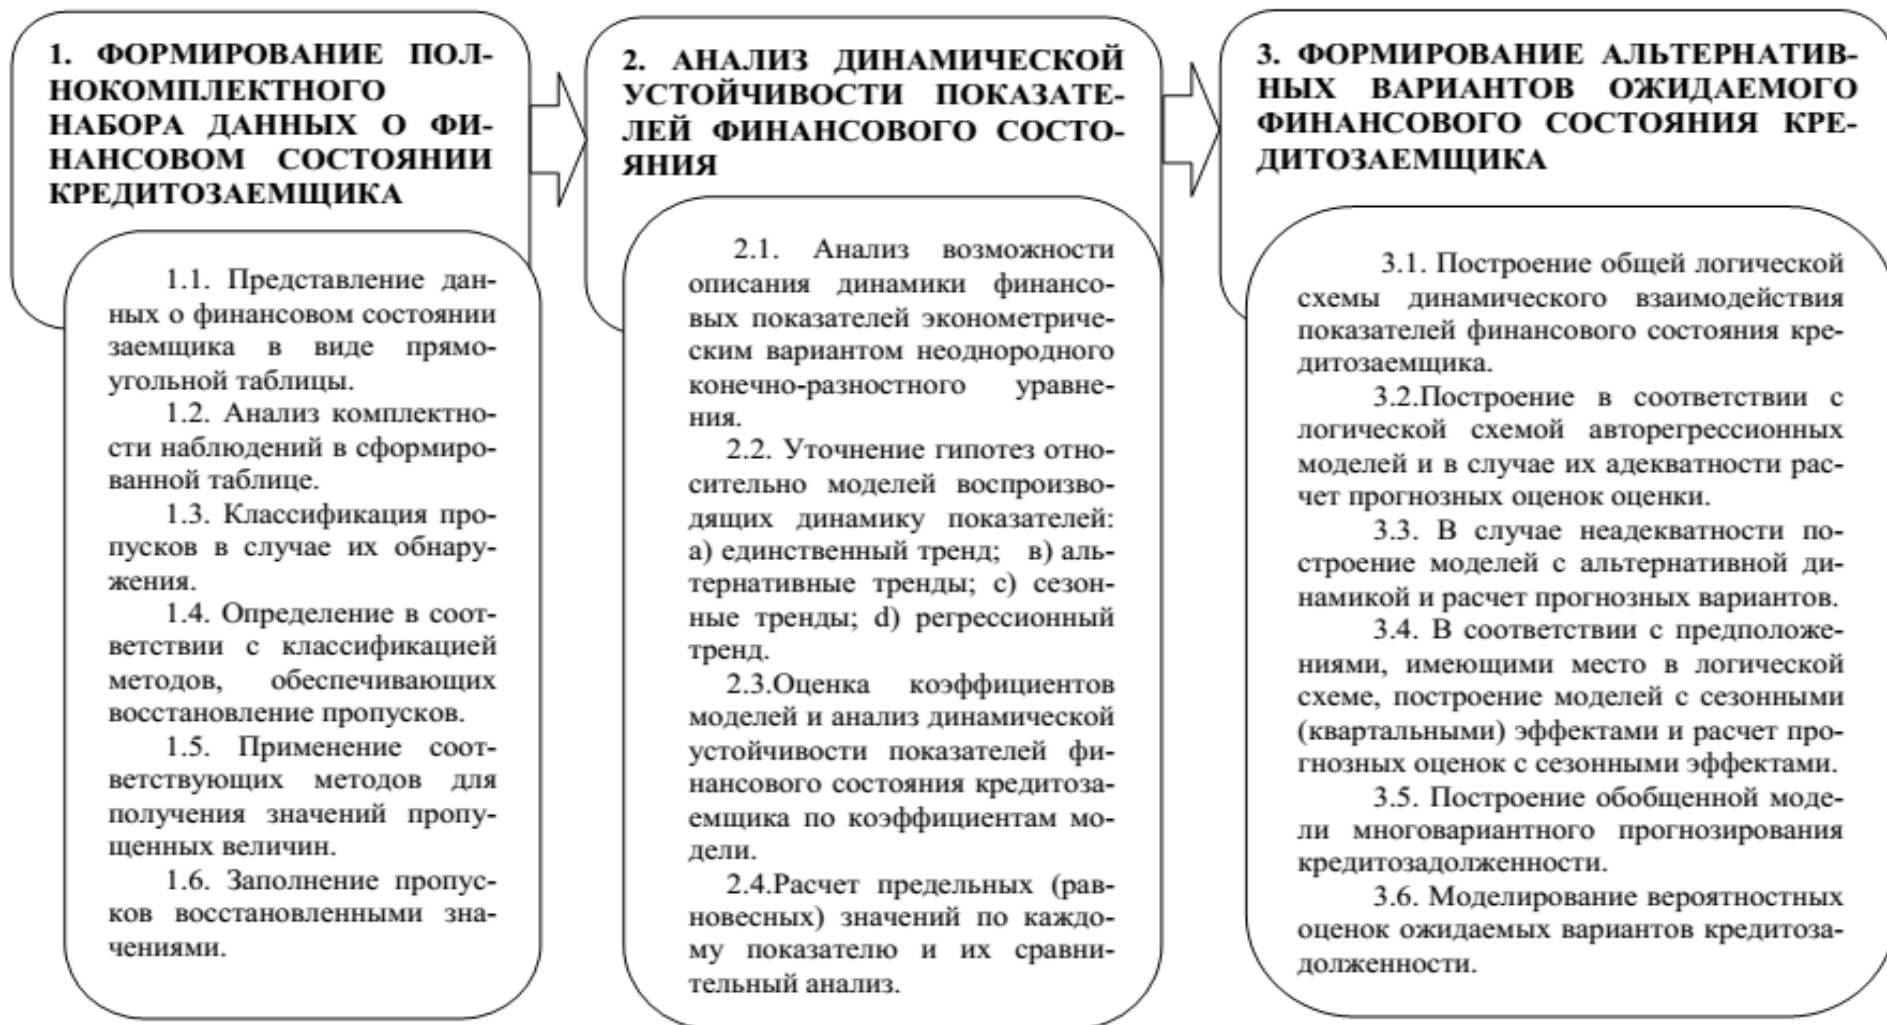 1. ФОРМИРОВАНИЕ ПОЛ-
НОКОМПЛЕКТНОГО
НАБОРА ДАННЫХ О ФИ-
НАНСОВОМ СОСТОЯНИИ
КРЕДИТОЗАЕМЩИКА
1.1. Представление дан-
ных о финансовом состоянии
заемщика в виде прямо-
угольной таблицы.
1.2. Анализ комплектно-
сти наблюдений в сформиро-
ванной таблице.
1.3. Классификация про-
пусков в случае их обнару-
жения.
1.4. Определение в соот-
ветствии с классификацией
методов, обеспечивающих
восстановление пропусков.
1.5. Применение соот-
ветствующих методов для
получения значений пропу-
щенных величин.
1.6. Заполнение пропус-
ков восстановленными зна-
чениями.
2. АНАЛИЗ ДИНАМИЧЕСКОЙ
УСТОЙЧИВОСТИ ПОКАЗАТЕ-
ЛЕЙ ФИНАНСОВОГО СОСТО-
ЯНИЯ
2.1. Анализ возможности
описания динамики финансо-
вых показателей эконометриче-
ским вариантом неоднородного
конечно-разностного уравне-
ния.
2.2. Уточнение гипотез отно-
сительно моделей воспроизво-
дящих динамику показателей:
а) единственный тренд; в) аль-
тернативные тренды; с) сезон-
ные тренды; d) регрессионный
тренд.
2.3.Оценка коэффициентов
моделей и анализ динамической
устойчивости показателей фи-
нансового состояния кредитоза-
емщика по коэффициентам мо-
дели.
2.4.Расчет предельных (рав-
новесных) значений по каждо-
му показателю и их сравни-
тельный анализ.
3. ФОРМИРОВАНИЕ АЛЬТЕРНАТИВ-
НЫХ ВАРИАНТОВ ОЖИДАЕМОГО
ФИНАНСОВОГО СОСТОЯНИЯ КРЕ-
ДИТОЗАЕМЩИКА
3.1. Построение общей логической
схемы динамического взаимодействия
показателей финансового состояния кре-
дитозаемщика.
3.2.Построение в соответствии с
логической схемой авторегрессионных
моделей и в случае их адекватности рас-
чет прогнозных оценок оценки.
3.3. В случае неадекватности по-
строение моделей с альтернативной ди-
намикой и расчет прогнозных вариантов.
3.4. В соответствии с предположе-
ниями, имеющими место в логической
схеме, построение моделей с сезонными
(квартальными) эффектами и расчет про-
гнозных оценок с сезонными эффектами.
3.5. Построение обобщенной моде-
ли многовариантного прогнозирования
кредитозадолженности.
3.6. Моделирование вероятностных
оценок ожидаемых вариантов кредитоза-
долженности.